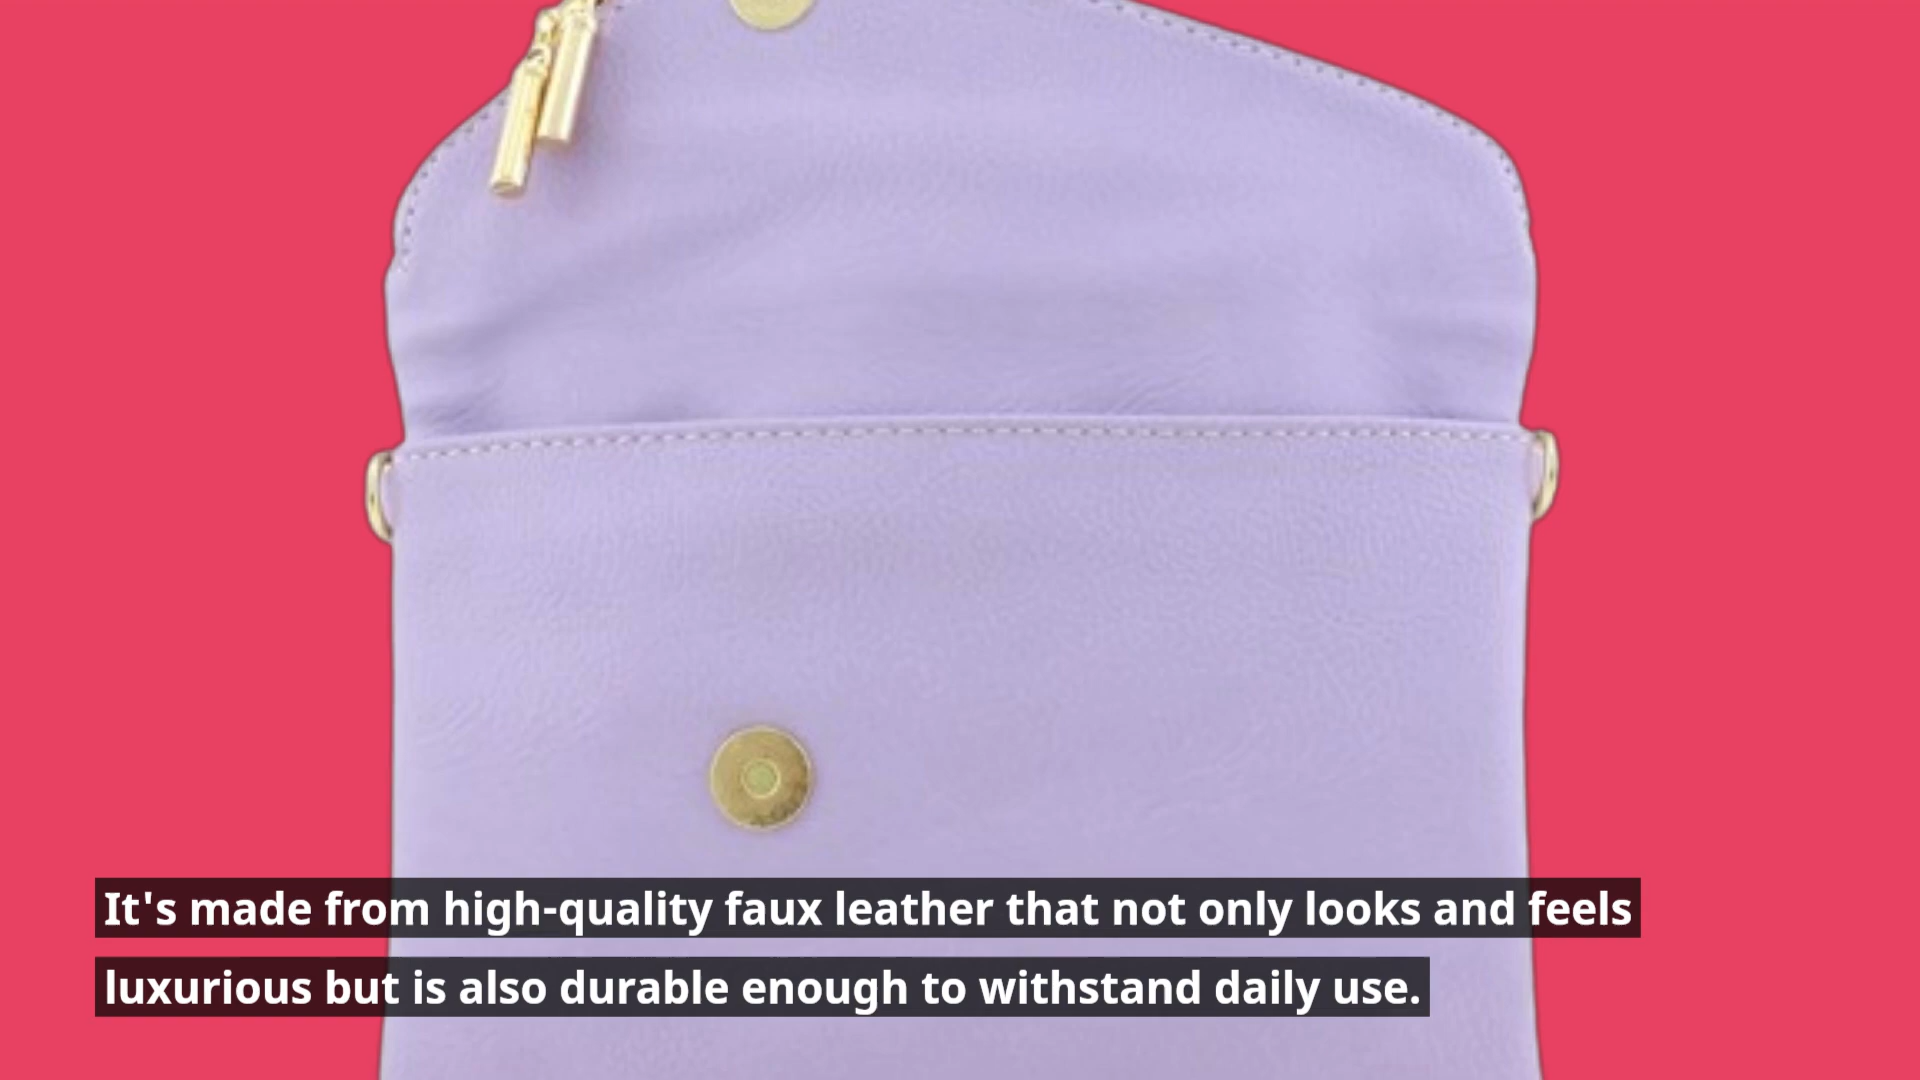 It's made from high-quality faux leather that not only looks and feels
luxurious but is also durable enough to withstand daily use.